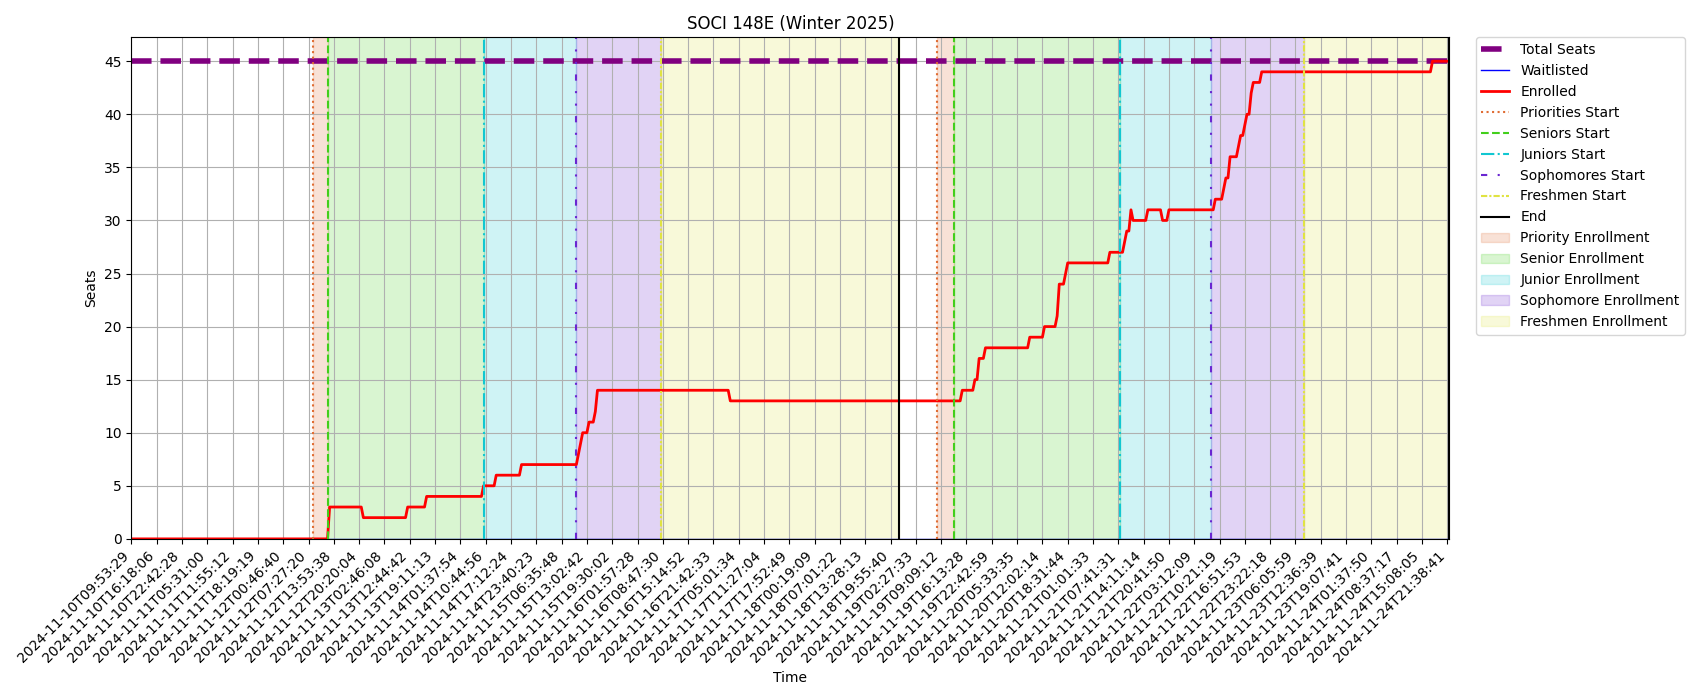 SOCI 148E (Winter 2025)
Seats
45
40
35
30
25
20
15
10
5
0
2024-11-10T09:53:29
2024-11-10T16:18:06
2024-11-10T22:42:28
2024-11-11T05:31:00
2024-11-11T11:55:12
2024-11-11T18:19:19
2024-11-12T00:46:40
2024-11-12T07:27:20
2024-11-12T13:53:38
2024-11-12T20:20:04
2024-11-13T02:46:08
2024-11-13T12:44:42
2024-11-13T19:11:13
2024-11-14T01:37:54
2024-11-14T10:44:56
2024-11-14T17:12:24
2024-11-14T23:40:23
2024-11-15T06:35:48
2024-11-15T13:02:42
2024-11-15T19:30:02
2024-11-16T01:57:28
2024-11-16T08:47:30
2024-11-16T15:14:52
2024-11-16T21:42:33
2024-11-17T05:01:34
2024-11-17T11:27:04
2024-11-17T17:52:49
2024-11-18T00:19:09
2024-11-18T07:01:22
2024-11-18T13:28:13
2024-11-18T19:55:40
2024-11-19T02:27:33
2024-11-19T09:09:12
2024-11-19T16:13:28
2024-11-19T22:42:59
2024-11-20T05:33:35
2024-11-20T12:02:14
2024-11-20T18:31:44
2024-11-21T01:01:33
2024-11-21T07:41:31
2024-11-21T14:11:14
2024-11-21T20:41:50
2024-11-22T03:12:09
2024-11-22T10:21:19
2024-11-22T16:51:53
2024-11-22T23:22:18
2024-11-23T06:05:59
2024-11-23T12:36:39
2024-11-23T19:07:41
2024-11-24T01:37:50
2024-11-24T08:37:17
2024-11-24T15:08:05
2024-11-24T21:38:41
Time
Total Seats
Waitlisted
Enrolled
Priorities Start
Seniors Start
Juniors Start
Sophomores Start
Freshmen Start
End
Priority Enrollment
Senior Enrollment
Junior Enrollment
Sophomore Enrollment
Freshmen Enrollment